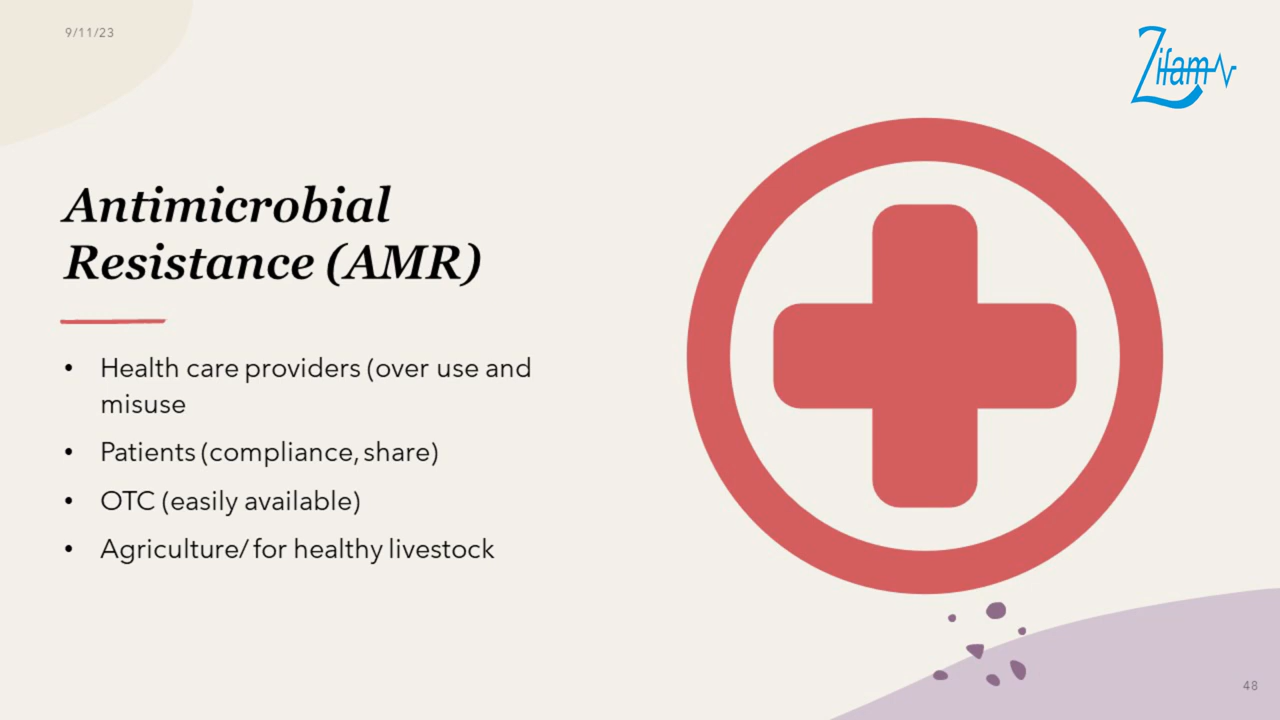 9/11/23
Zifam
Antimicrobial
Resistance (AMR)
• Health care providers (over use and
misuse
• Patients (compliance, share)
• OTC (easily available)
• Agriculture/ for healthy livestock
48